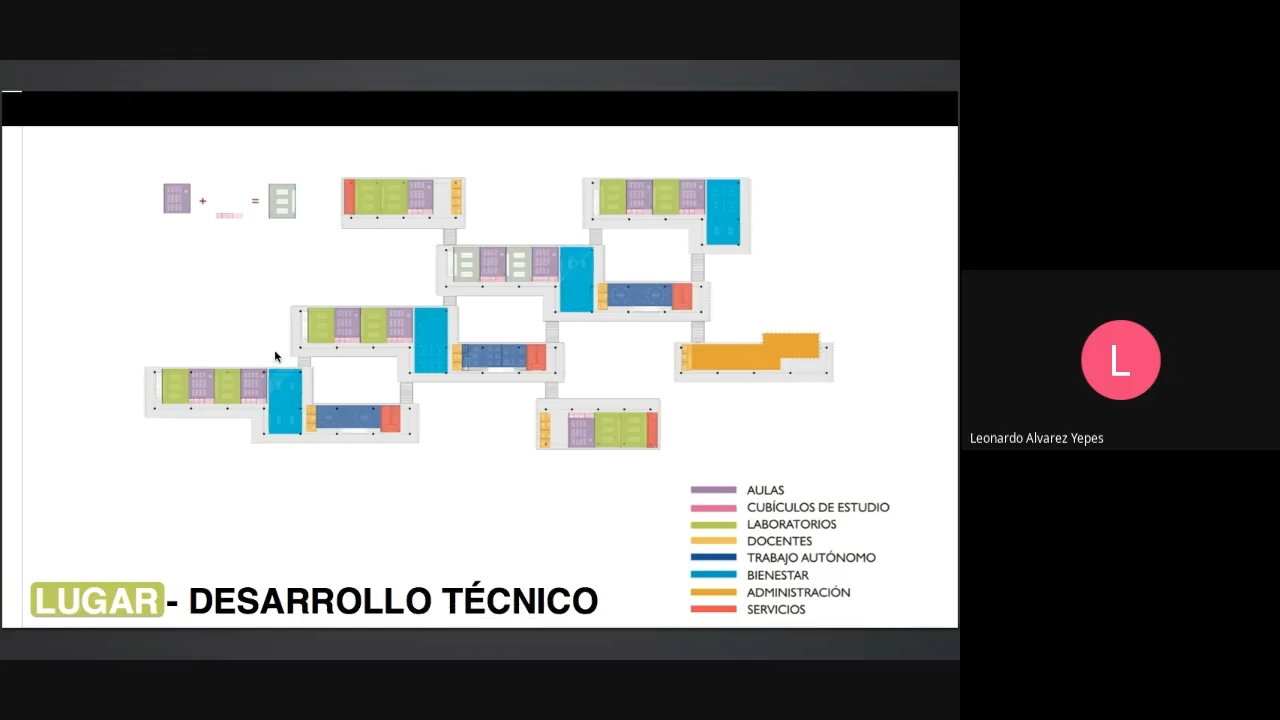 + =
AULAS
CUBÍCULOS DE ESTUDIO
LABORATORIOS
DOCENTES
TRABAJO AUTÓNOMO
BIENESTAR
ADMINISTRACIÓN
SERVICIOS
LUGAR - DESARROLLO TÉCNICO
L
Leonardo Alvarez Yepes